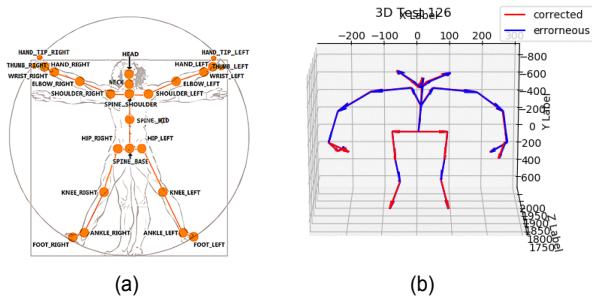 HAND_TIP_RIGHT
HAND_TIP_LEFT
HEAD
THUMB_RIGHT
HAND_RIGHT
HAND_LEFT
THUMB_LEFT
WRIST_RIGHT
NECK
WRIST_LEFT
ELBOW_RIGHT
ELBOW_LEFT
SHOULDER_RIGHT
SHOULDER_LEFT
SPINE_SHOULDER
SPINE_MID
HIP_RIGHT
HIP_LEFT
SPINE_BASE
KNEE_RIGHT
KNEE_LEFT
ANKLE_RIGHT
ANKLE_LEFT
FOOT_RIGHT
FOOT_LEFT
(a)
3D Test 126
X Label
corrected
errorneous
-200 -100 0 100 200 300
-800
-600
-400
-200
0
200
400
600
Y Label
2000
1950
1900
1850
1800
1750
Z Label
(b)